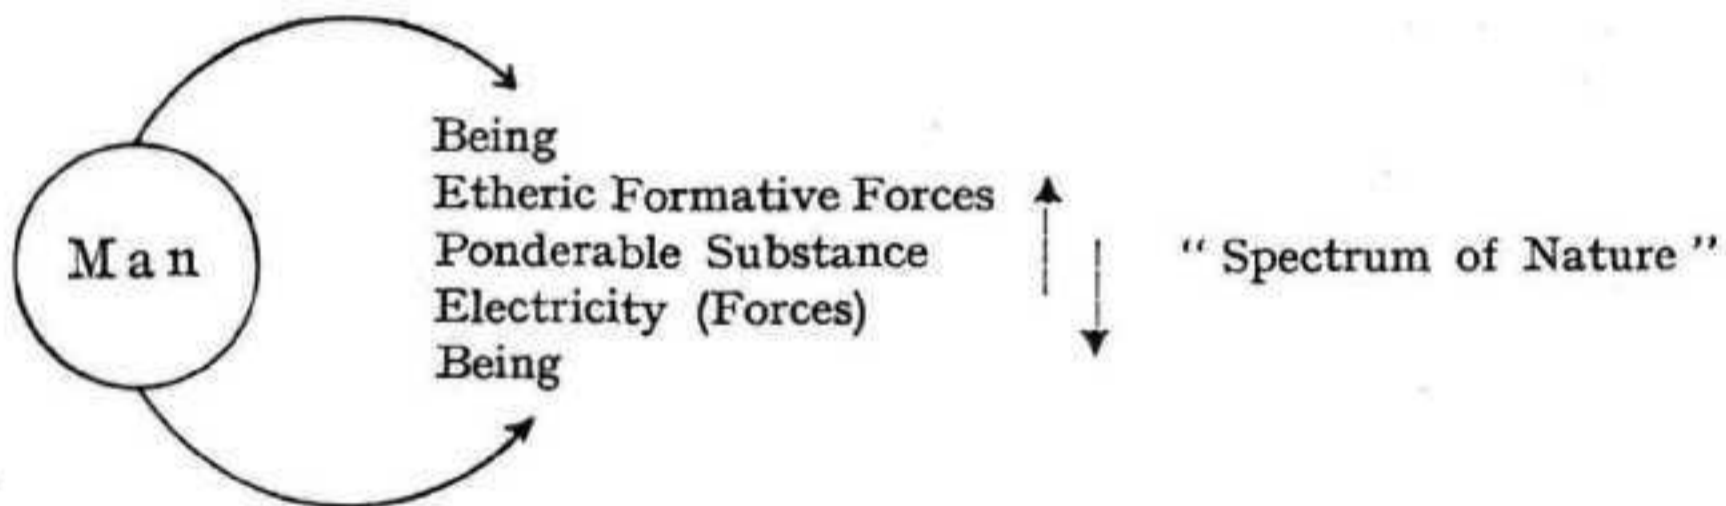 Being
Etheric Formative Forces
Man
Ponderable Substance
“ Spectrum of Nature ”
Electricity (Forces)
Being